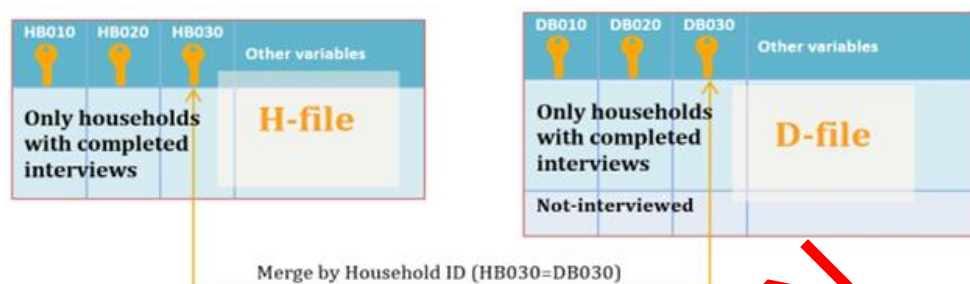 HB010 HB020 HB030
Other variables
Only households
with completed
interviews
H-file
DB010 DB020 DB030
Other variables
Only households
with completed
interviews
D-file
Not-interviewed
Merge by Household ID (HB030=DB030)